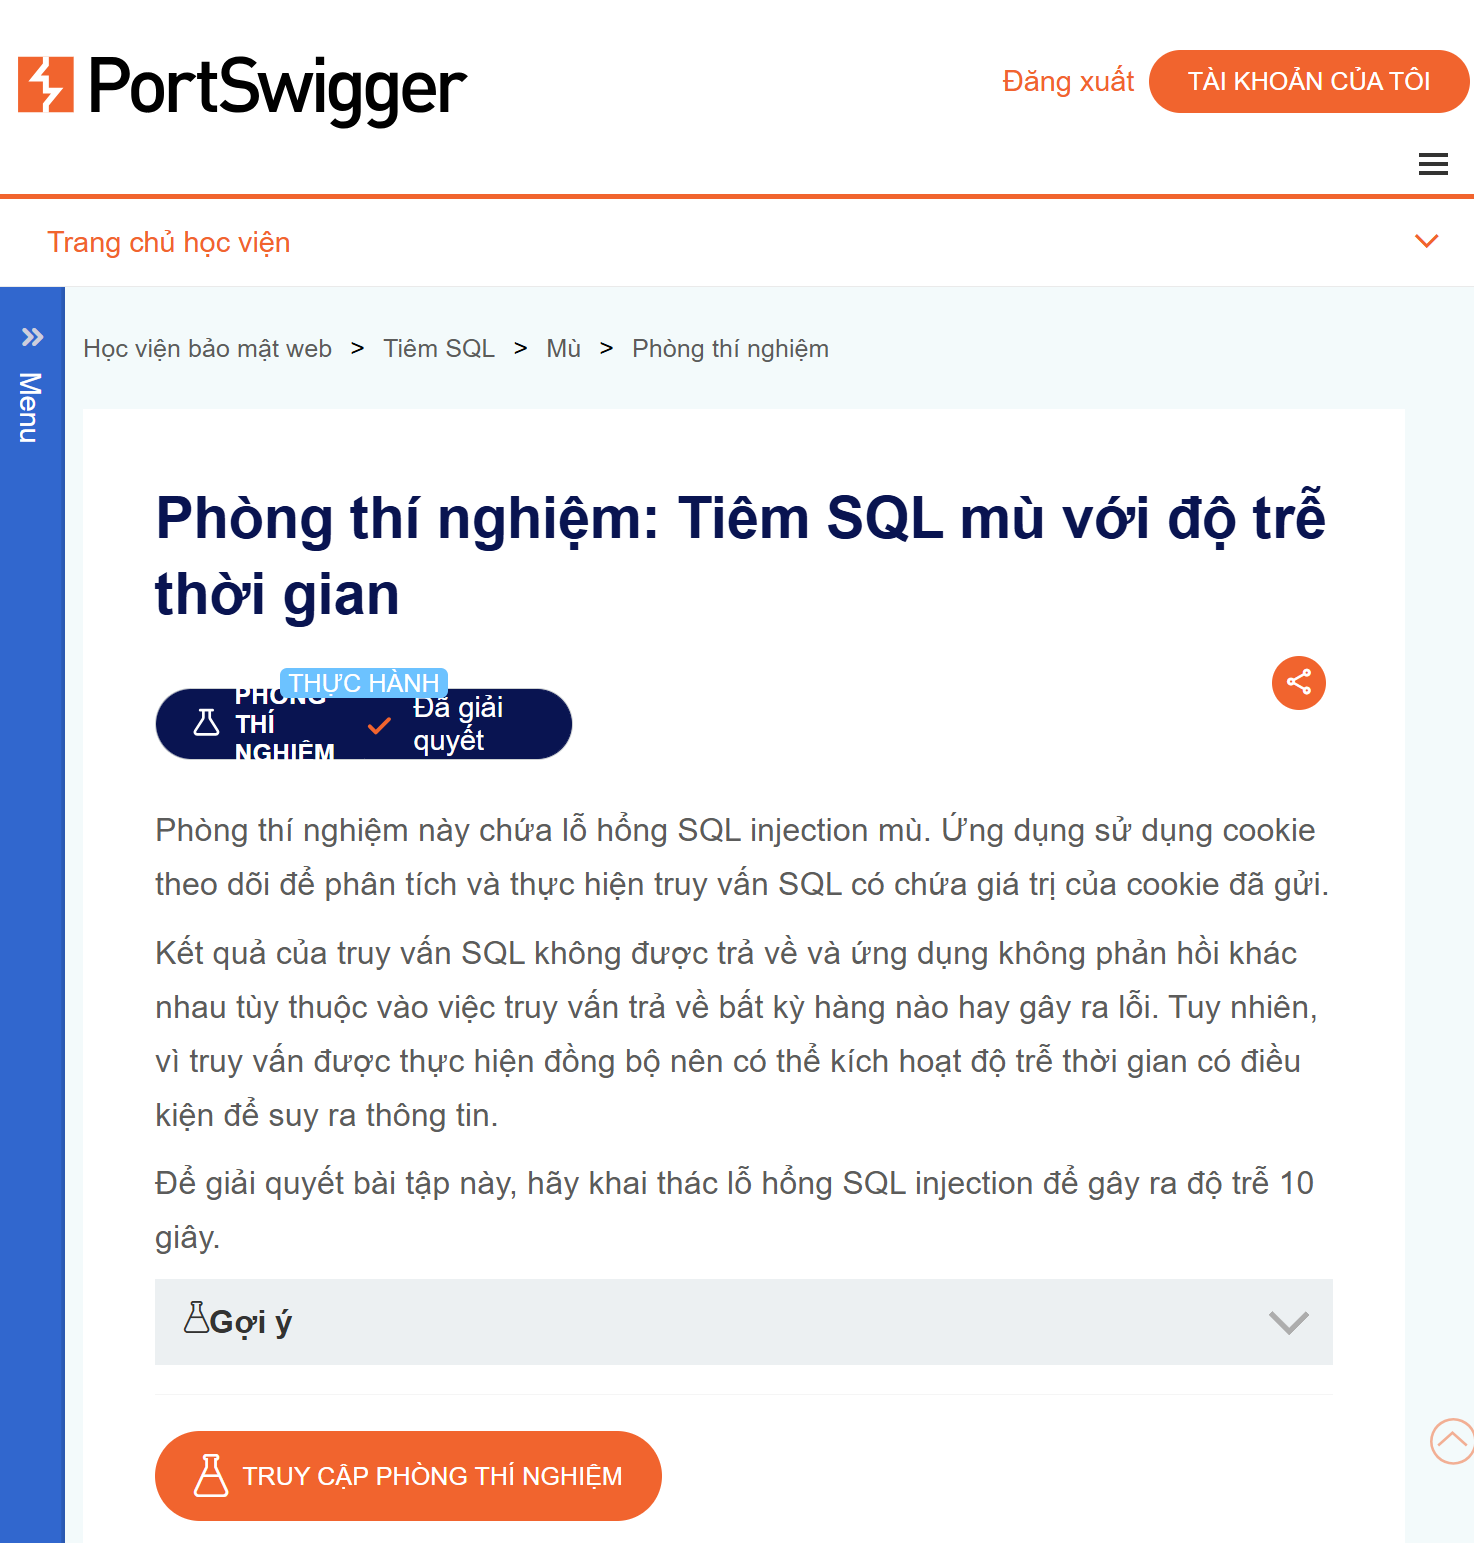 PortSwigger
Đăng xuất
TÀI KHOẢN CỦA TÔI
Trang chủ học viện
Menu
Học viện bảo mật web > Tiêm SQL > Mù > Phòng thí nghiệm
Phòng thí nghiệm: Tiêm SQL mù với độ trễ
thời gian
THỰC HÀNH
PHÒNG
THÍ
NGHIỆM
Đã giải
quyết
Phòng thí nghiệm này chứa lỗ hổng SQL injection mù. Ứng dụng sử dụng cookie
theo dõi để phân tích và thực hiện truy vấn SQL có chứa giá trị của cookie đã gửi.
Kết quả của truy vấn SQL không được trả về và ứng dụng không phản hồi khác
nhau tùy thuộc vào việc truy vấn trả về bất kỳ hàng nào hay gây ra lỗi. Tuy nhiên,
vì truy vấn được thực hiện đồng bộ nên có thể kích hoạt độ trễ thời gian có điều
kiện để suy ra thông tin.
Để giải quyết bài tập này, hãy khai thác lỗ hổng SQL injection để gây ra độ trễ 10
giây.
Gợi ý
TRUY CẬP PHÒNG THÍ NGHIỆM